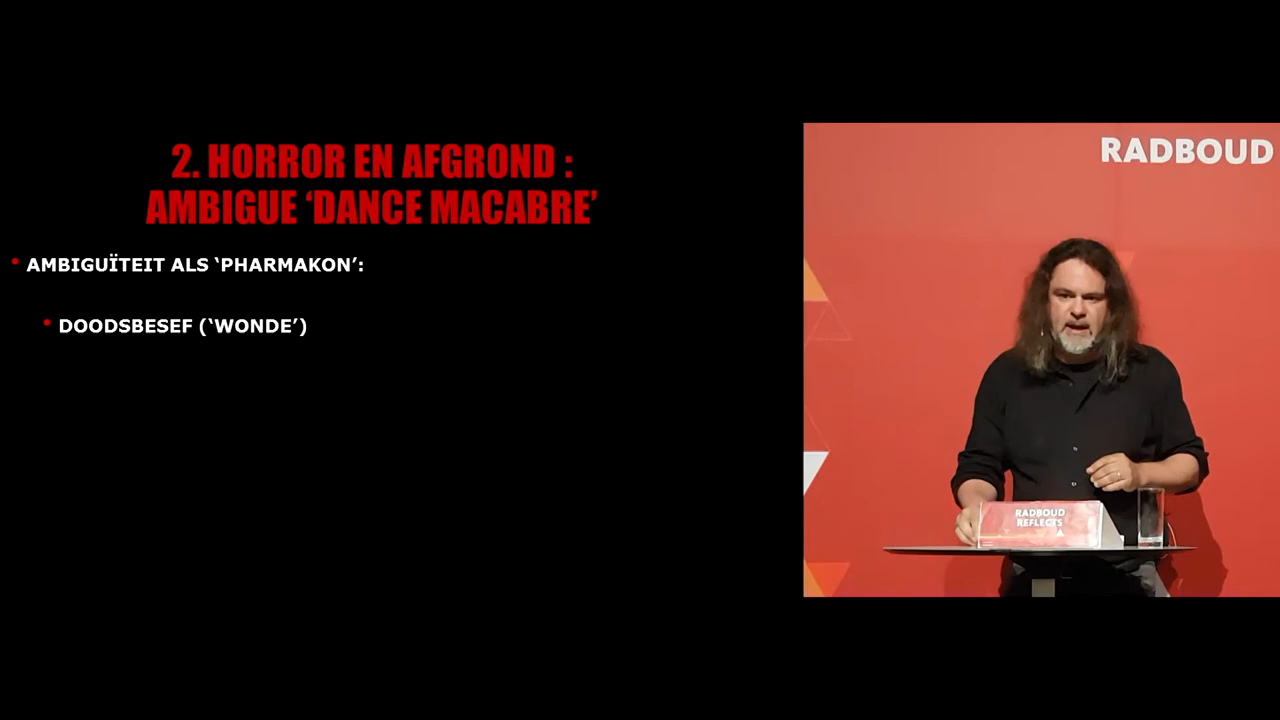 2. HORROR EN AFGROND :
AMBIGUE ‘DANCE MACABRE’
• AMBIGUÏTEIT ALS ‘PHARMAKON’:
• DOODSBESEF (‘WONDE’)
RADBOUD
RADBOUD
REFLECTS